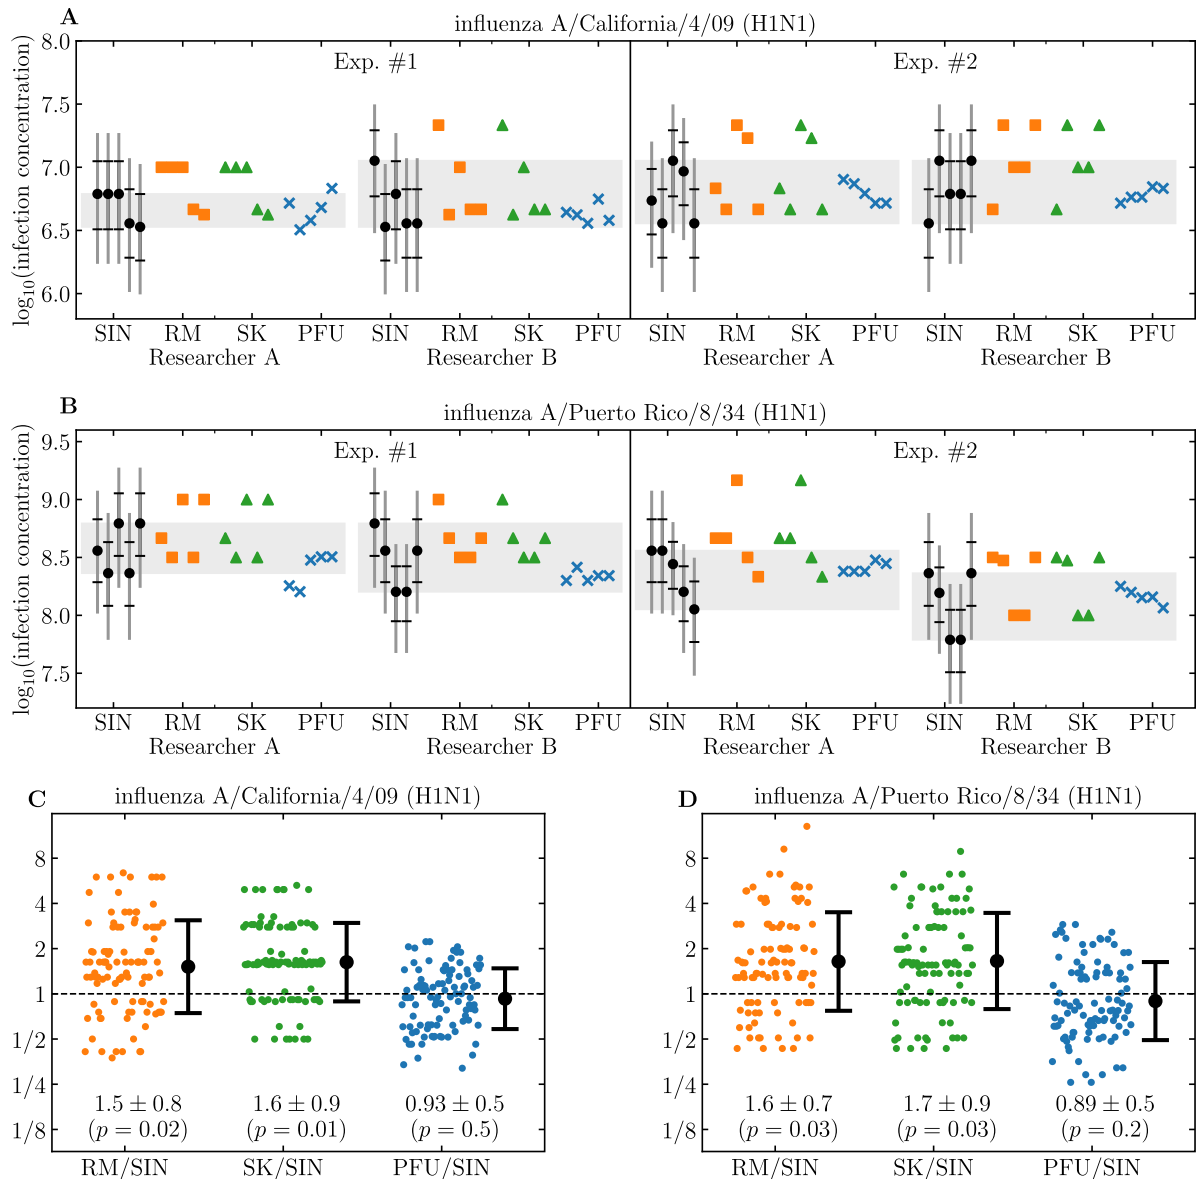 A
influenza A/California/4/09 (H1N1)
log10(infection concentration)
8.0
7.5
7.0
6.5
6.0
Exp. #1
Exp. #2
SIN RM SK PFU SIN RM SK PFU SIN RM SK PFU SIN RM SK PFU
Researcher A Researcher B Researcher A Researcher B
B
influenza A/Puerto Rico/8/34 (H1N1)
log10(infection concentration)
9.5
9.0
8.5
8.0
7.5
Exp. #1
Exp. #2
SIN RM SK PFU SIN RM SK PFU SIN RM SK PFU SIN RM SK PFU
Researcher A Researcher B Researcher A Researcher B
C
influenza A/California/4/09 (H1N1)
8
4
2
1
1/2
1/4
1/8
1.5 ± 0.8 1.6 ± 0.9 0.93 ± 0.5
(p = 0.02) (p = 0.01) (p = 0.5)
RM/SIN SK/SIN PFU/SIN
D
influenza A/Puerto Rico/8/34 (H1N1)
8
4
2
1
1/2
1/4
1/8
1.6 ± 0.7 1.7 ± 0.9 0.89 ± 0.5
(p = 0.03) (p = 0.03) (p = 0.2)
RM/SIN SK/SIN PFU/SIN